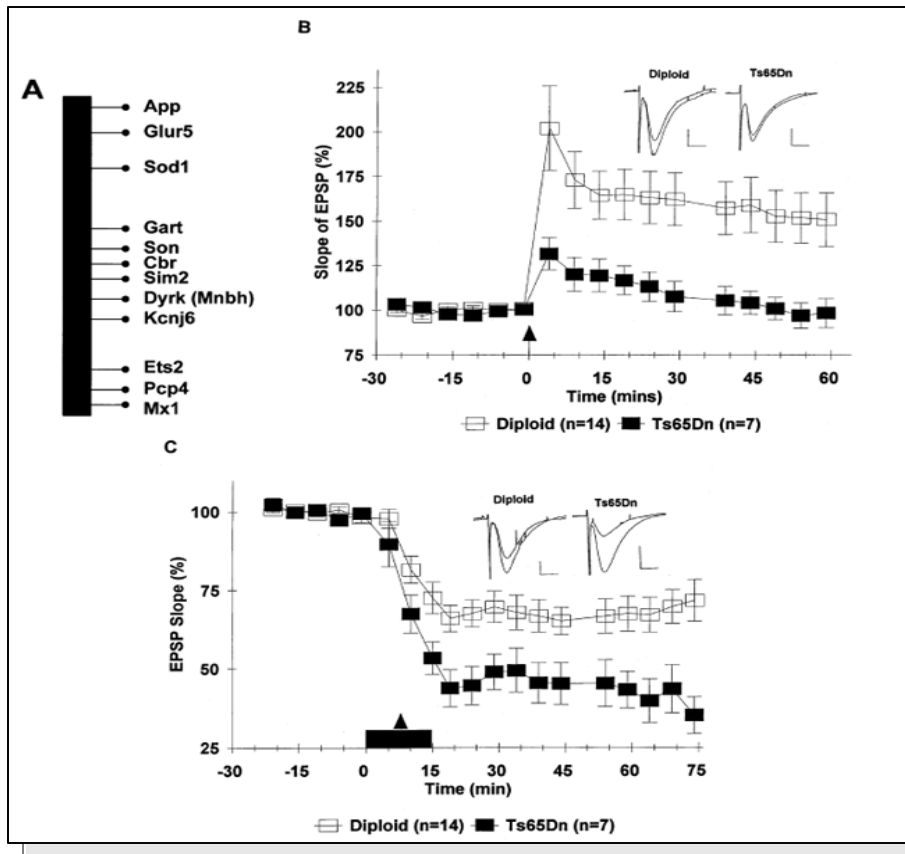 A
App
Glur5
Sod1
Gart
Son
Cbr
Sim2
Dyrk (Mnbh)
Kcnj6
Ets2
Pcp4
Mx1
B
Diploid
Ts65Dn
Slope of EPSP (%)
225
200
175
150
125
100
75
-30
-15
0
15
30
45
60
Time (mins)
Diploid (n=14)
Ts65Dn (n=7)
C
Diploid
Ts65Dn
EPSP Slope (%)
100
75
50
25
-30
-15
0
15
30
45
60
75
Time (min)
Diploid (n=14)
Ts65Dn (n=7)